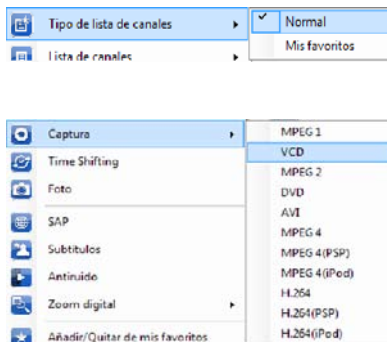 Tipo de lista de canales
Normal
Mis favoritos
Lista de canales
Captura
MPEG 1
VCD
MPEG 2
DVD
AVI
MPEG 4
MPEG 4(PSP)
MPEG 4(iPod)
H.264
H.264(PSP)
H.264(iPod)
Time Shifting
Foto
SAP
Subtítulos
Antiruido
Zoom digital
Añadir/Quitar de mis favoritos